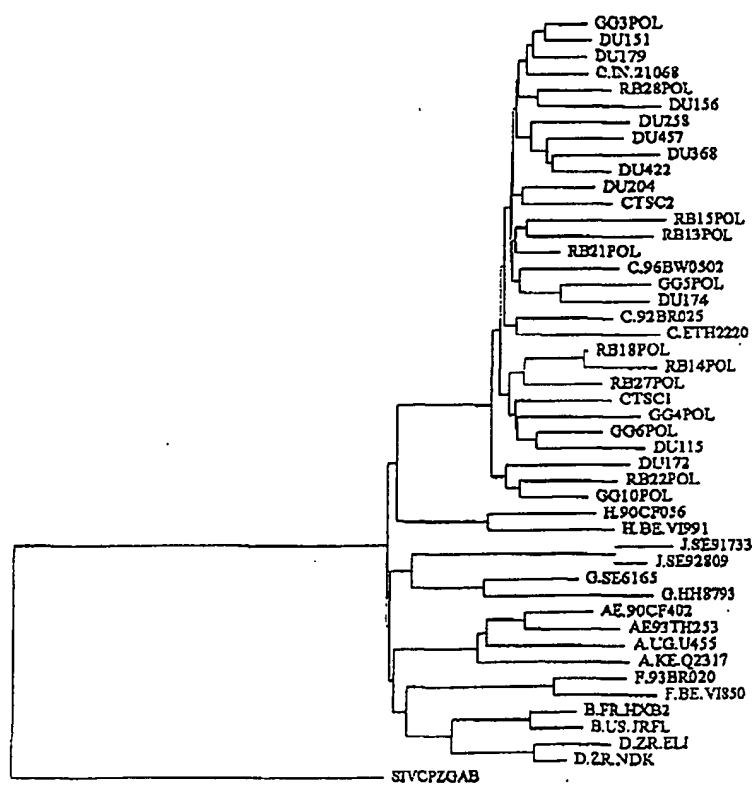 GG3POL
DU151
DU179
C.IN.21068
RB28POL
DU156
DU258
DU457
DU368
DU422
DU204
CTSC2
RB15POL
RB13POL
RB21POL
C.96BW0502
GG5POL
DU174
C.92BR025
C.ETH2220
RB18POL
RB14POL
RB27POL
CTSC1
GG4POL
GG6POL
DU115
DU172
RB22POL
GG10POL
H.90CF056
H.BE.VI991
J.SE91733
J.SE92809
G.SE6165
G.HH8793
AE.90CF402
AE93TH253
A.UG.U455
A.KE.Q2317
F.93BR020
F.BE.VI850
B.FR.HXB2
B.US.JRFL
D.ZR.ELI
D.ZR.NDK
SIVCPZGAB